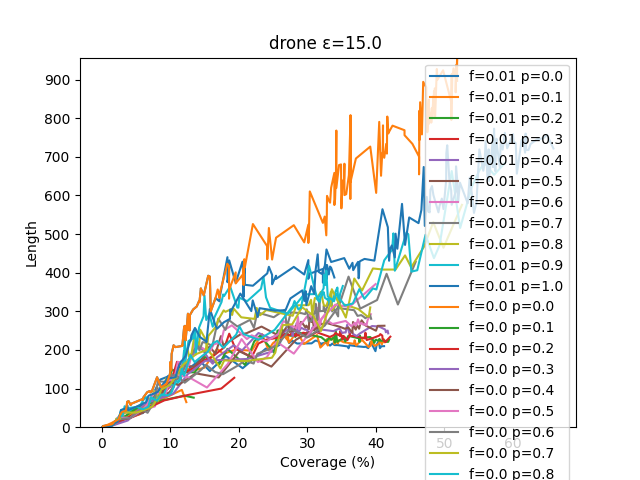 drone ε=15.0
Length
900
800
700
600
500
400
300
200
100
0
0 10 20 30 40 50 60
Coverage (%)
f=0.01 p=0.0
f=0.01 p=0.1
f=0.01 p=0.2
f=0.01 p=0.3
f=0.01 p=0.4
f=0.01 p=0.5
f=0.01 p=0.6
f=0.01 p=0.7
f=0.01 p=0.8
f=0.01 p=0.9
f=0.01 p=1.0
f=0.0 p=0.0
f=0.0 p=0.1
f=0.0 p=0.2
f=0.0 p=0.3
f=0.0 p=0.4
f=0.0 p=0.5
f=0.0 p=0.6
f=0.0 p=0.7
f=0.0 p=0.8